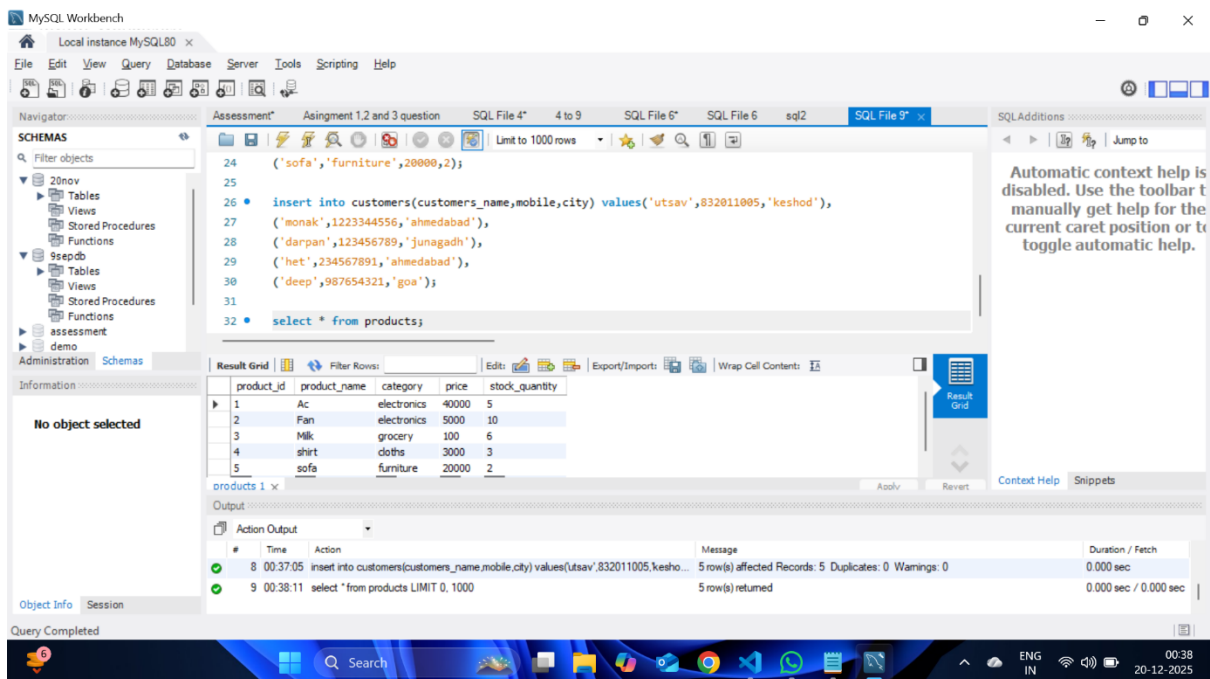 MySQL Workbench
Local instance MySQL80
File Edit View Query Database Server Tools Scripting Help
Navigator
SCHEMAS
Filter objects
20nov
Tables
Views
Stored Procedures
Functions
9sepdb
Tables
Views
Stored Procedures
Functions
assessment
demo
Administration Schemas
Information
No object selected
Object Info Session
Assessment* Asingment 1,2 and 3 question SQL File 4* 4 to 9 SQL File 6* SQL File 6 sql2 SQL File 9*
Limit to 1000 rows
24 ('sofa','furniture',20000,2);
25
26 insert into customers(customers_name,mobile,city) values('utsav',832011005,'keshod'),
27 ('monak',1223344556,'ahmedabad'),
28 ('darpan',123456789,'junagadh'),
29 ('het',234567891,'ahmedabad'),
30 ('deep',987654321,'goa');
31
32 select * from products;
Result Grid Filter Rows: Edit: Export/Import: Wrap Cell Content:
product_id product_name category price stock_quantity
1 Ac electronics 40000 5
2 Fan electronics 5000 10
3 Milk grocery 100 6
4 shirt cloths 3000 3
5 sofa furniture 20000 2
Result
Grid
products 1
Apply Revert
SQLAdditions
Jump to
Automatic context help is
disabled. Use the toolbar t
manually get help for the
current caret position or to
toggle automatic help.
Context Help Snippets
Output
Action Output
# Time Action Message Duration / Fetch
8 00:37:05 insert into customers(customers_name,mobile,city) values('utsav',832011005,'kesho... 5 row(s) affected Records: 5 Duplicates: 0 Warnings: 0 0.000 sec
9 00:38:11 select * from products LIMIT 0, 1000 5 row(s) returned 0.000 sec / 0.000 sec
Query Completed
6
Search
ENG
IN
00:38
20-12-2025